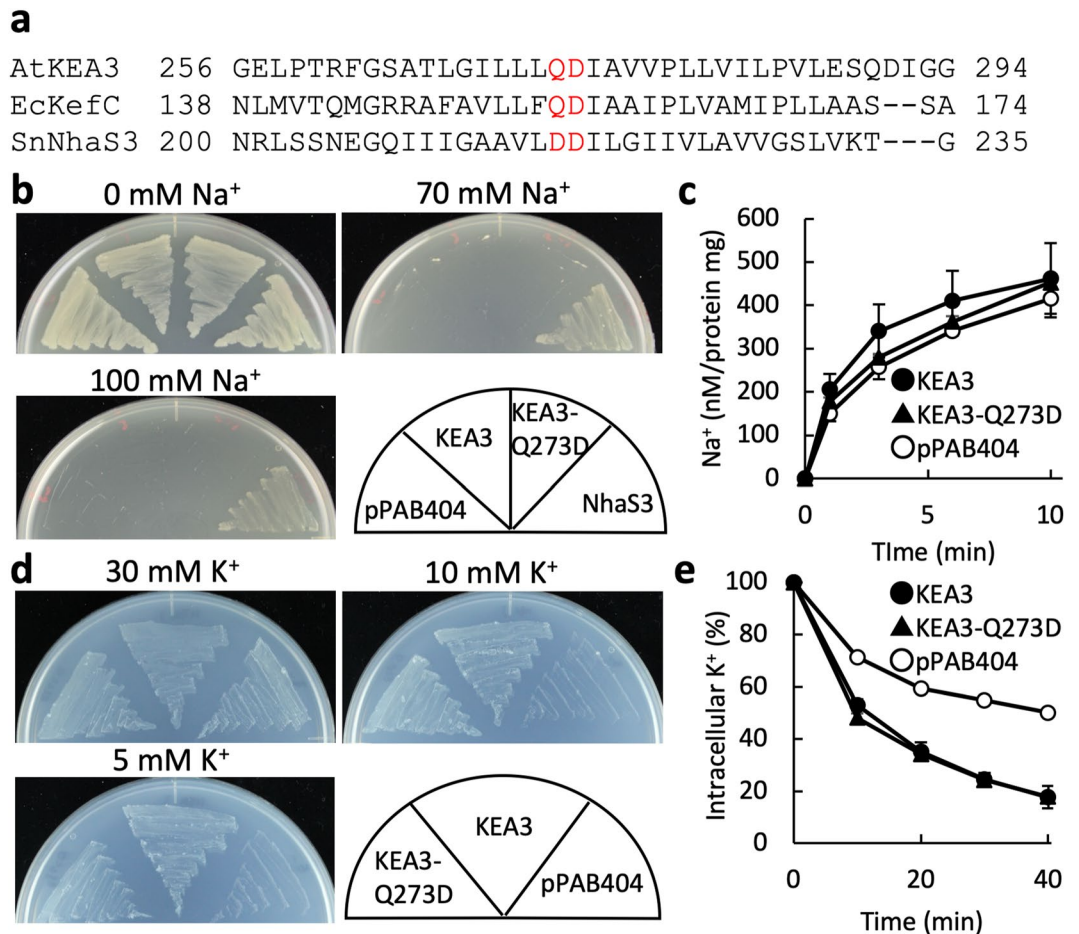 a
AtKEA3 256 GELPTRFGSATLGILLLQDIAVVPLLVILPVLESQDIGG 294
EcKefC 138 NLMVTQMGRRAFAVLLFQDIAAIPLVAMIPLLAAS--SA 174
SnNhaS3 200 NRLSSNEGQIIIGAAVLDDILGIIVLAVVGSLVKT---G 235
b
0 mM Na⁺
70 mM Na⁺
100 mM Na⁺
pPAB404
KEA3
KEA3-
Q273D
NhaS3
c
Na⁺ (nM/protein mg)
600
500
400
300
200
100
0
0
5
10
TIme (min)
KEA3
KEA3-Q273D
pPAB404
d
30 mM K⁺
10 mM K⁺
5 mM K⁺
KEA3-
Q273D
KEA3
pPAB404
e
Intracellular K⁺ (%)
100
80
60
40
20
0
0
20
40
Time (min)
KEA3
KEA3-Q273D
pPAB404